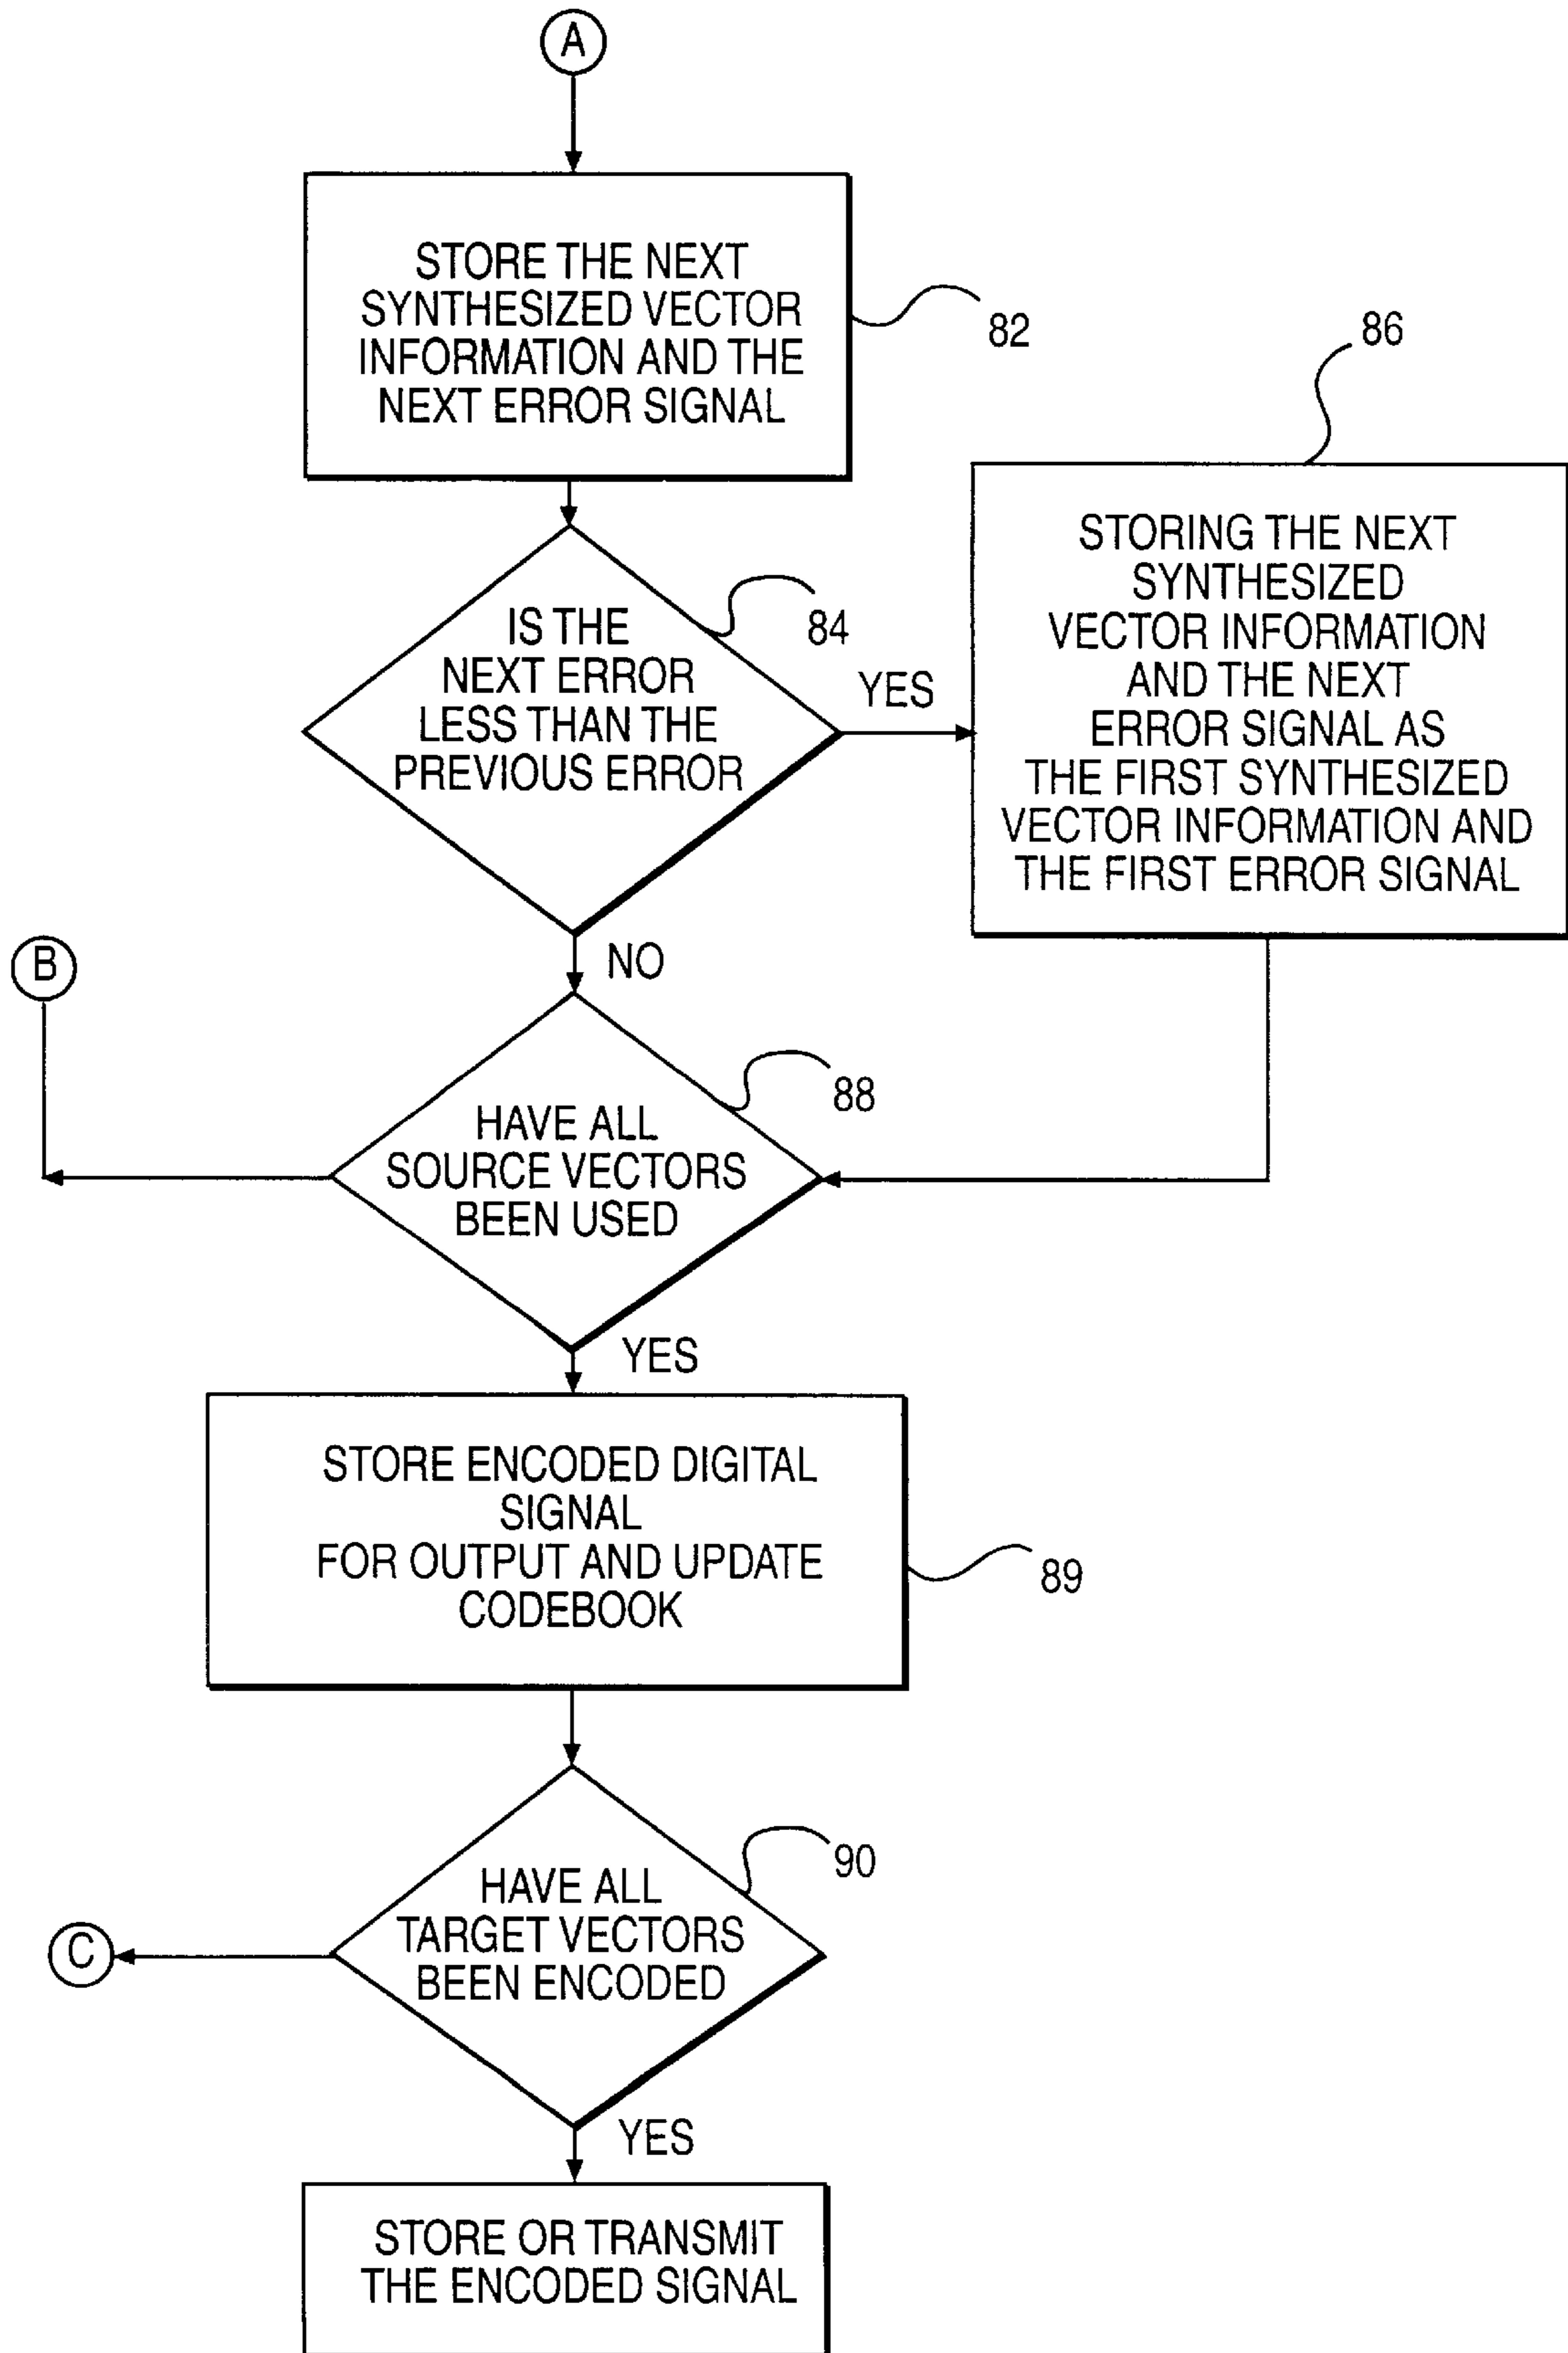 A
STORE THE NEXT
SYNTHESIZED VECTOR
INFORMATION AND THE
NEXT ERROR SIGNAL
82
86
STORING THE NEXT
SYNTHESIZED
VECTOR INFORMATION
AND THE NEXT
ERROR SIGNAL AS
THE FIRST SYNTHESIZED
VECTOR INFORMATION AND
THE FIRST ERROR SIGNAL
IS THE
NEXT ERROR
LESS THAN THE
PREVIOUS ERROR
84
YES
NO
B
HAVE ALL
SOURCE VECTORS
BEEN USED
88
YES
STORE ENCODED DIGITAL
SIGNAL
FOR OUTPUT AND UPDATE
CODEBOOK
89
HAVE ALL
TARGET VECTORS
BEEN ENCODED
90
C
YES
STORE OR TRANSMIT
THE ENCODED SIGNAL